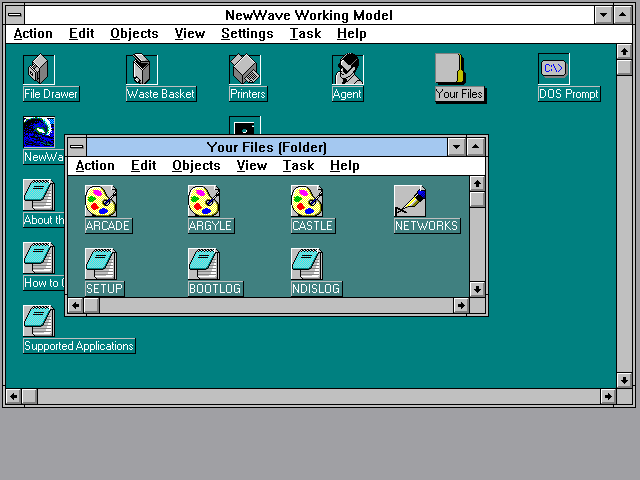 NewWave Working Model
Action Edit Objects View Settings Task Help
File Drawer Waste Basket Printers Agent Your Files DOS Prompt
C:\>
NewWa
Your Files (Folder)
Action Edit Objects View Task Help
ARCADE ARGYLE CASTLE NETWORKS
About th
SETUP BOOTLOG NDISLOG
How to
Supported Applications